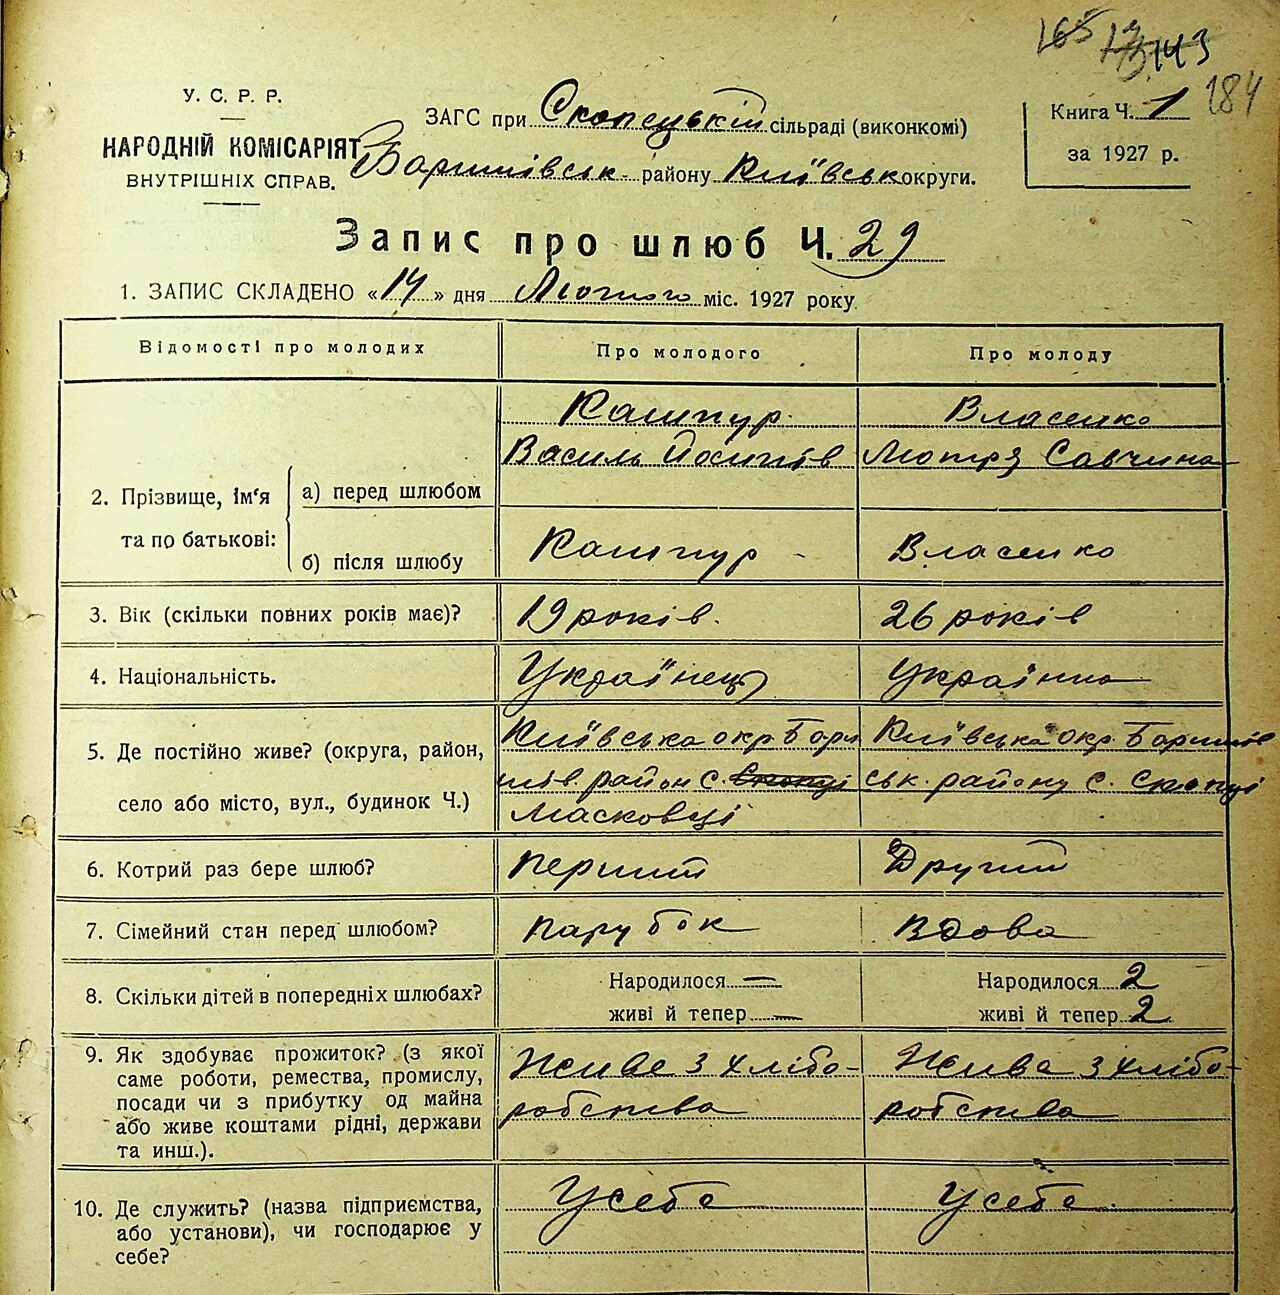 165 143
184
У. С. Р. Р.
НАРОДНІЙ КОМІСАРІЯТ
ВНУТРІШНІХ СПРАВ.
ЗАГС при Скопецькій сільраді (виконкомі)
Баришівськ. району Київськ округи.
Книга Ч. 1
за 1927 р.
Запис про шлюб Ч. 29
1. ЗАПИС СКЛАДЕНО «14» дня Лютого міс. 1927 року
Відомості про молодих Про молодого Про молоду
Кашпур Власенко
Василь Йосипів Мотря Савчина
2. Прізвище, ім'я та по батькові:
а) перед шлюбом
б) після шлюбу Кашпур Власенко
3. Вік (скільки повних років має)? 19 років. 26 років
4. Національність. Українець Українка
5. Де постійно живе? (округа, район,
село або місто, вул., будинок Ч.)
Київська окр. Бори
шів. район с. Скопці
Масковці
Київська окр. Баришів
ськ. району с. Скопці
6. Котрий раз бере шлюб? перший Другий
7. Сімейний стан перед шлюбом? парубок вдова
8. Скільки дітей в попередніх шлюбах?
Народилося — Народилося 2
живі й тепер — живі й тепер 2
9. Як здобуває прожиток? (з якої
саме роботи, ремества, промислу,
посади чи з прибутку од майна
або живе коштами рідні, держави
та инш.).
Живе з хлібо-
робства
Живе з хлібо-
робства
10. Де служить? (назва підприємства,
або установи), чи господарює у
себе?
У себе У себе